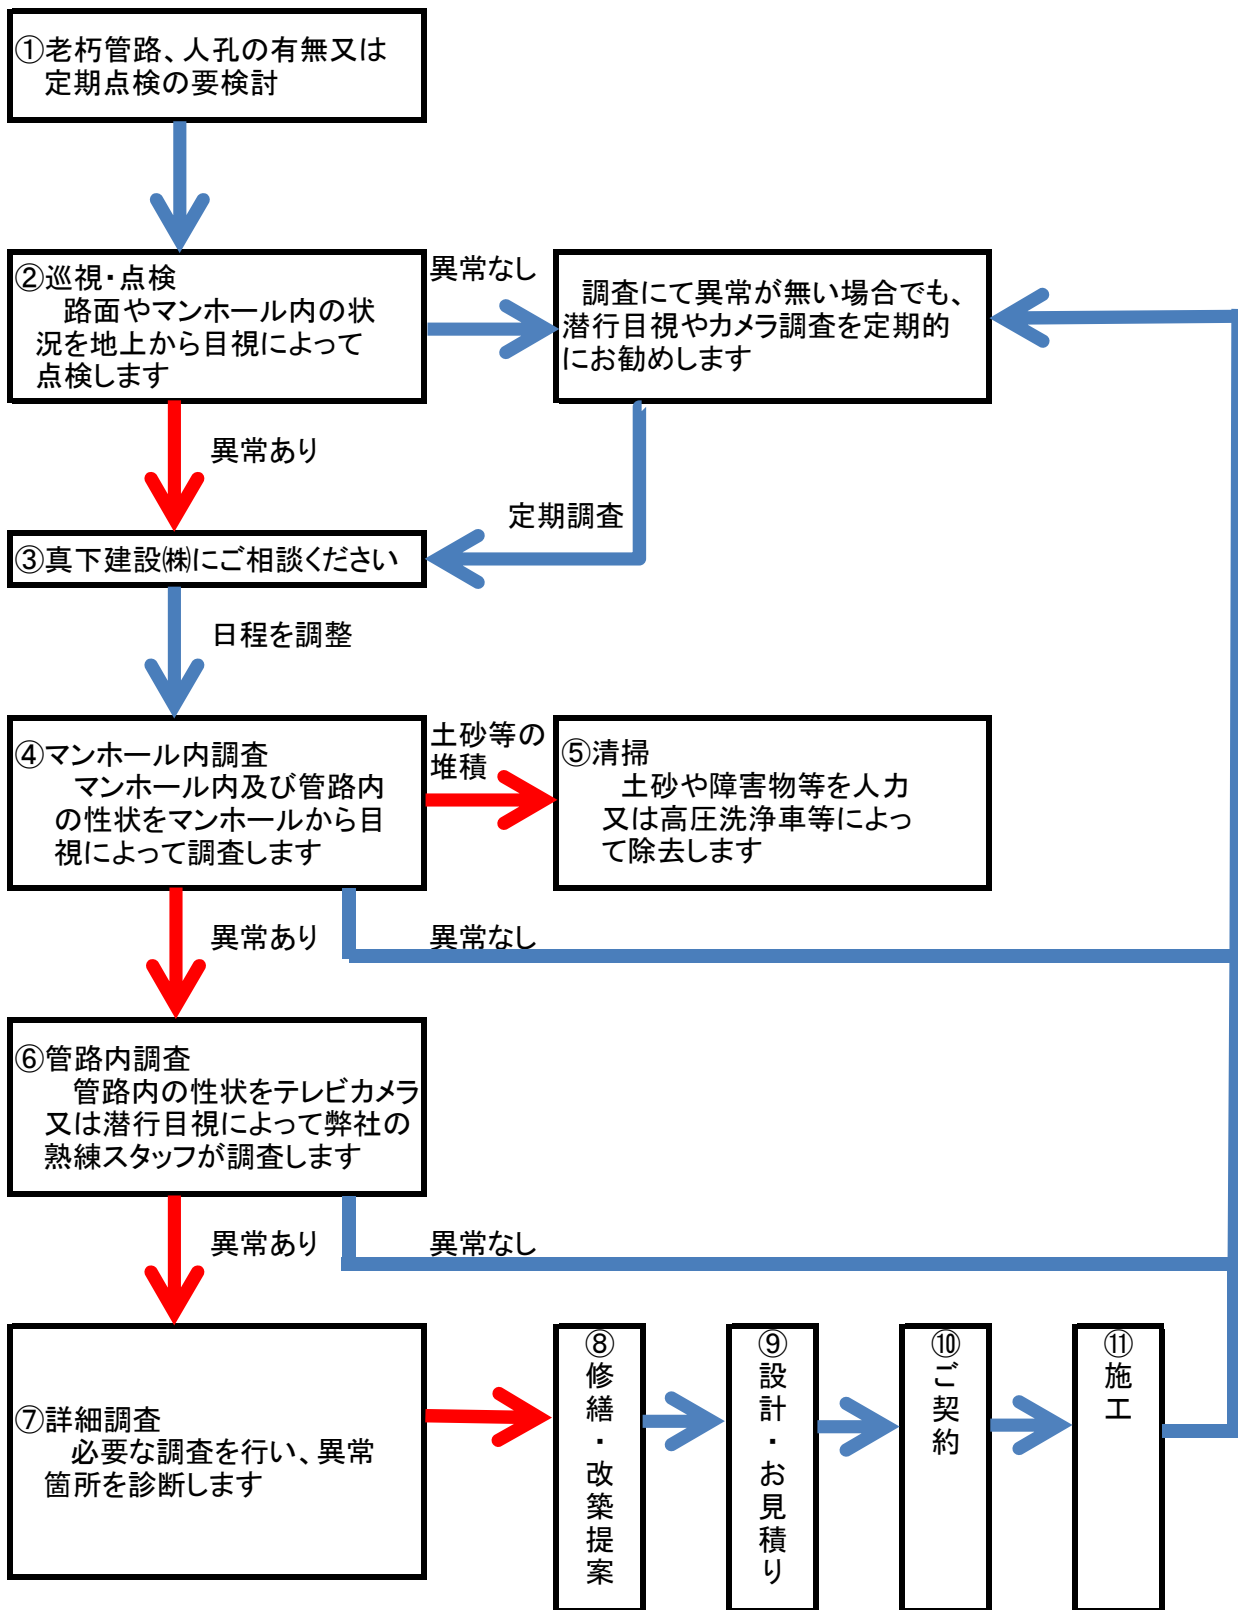 ①老朽管路、人孔の有無又は
定期点検の要検討
②巡視・点検
路面やマンホール内の状
況を地上から目視によって
点検します
異常なし
調査にて異常が無い場合でも、
潜行目視やカメラ調査を定期的
にお勧めします
異常あり
定期調査
③真下建設㈱にご相談ください
日程を調整
④マンホール内調査
マンホール内及び管路内
の性状をマンホールから目
視によって調査します
土砂等の
堆積
⑤清掃
土砂や障害物等を人力
又は高圧洗浄車等によっ
て除去します
異常あり
異常なし
⑥管路内調査
管路内の性状をテレビカメラ
又は潜行目視によって弊社の
熟練スタッフが調査します
異常あり
異常なし
⑦詳細調査
必要な調査を行い、異常
箇所を診断します
⑧修繕・改築提案
⑨設計・お見積り
⑩ご契約
⑪施工